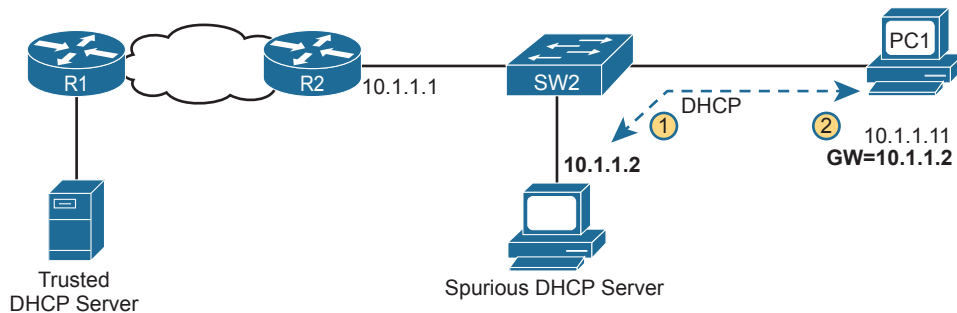 R1
R2
10.1.1.1
SW2
PC1
DHCP
1
2
10.1.1.11
GW=10.1.1.2
10.1.1.2
Trusted
DHCP Server
Spurious DHCP Server